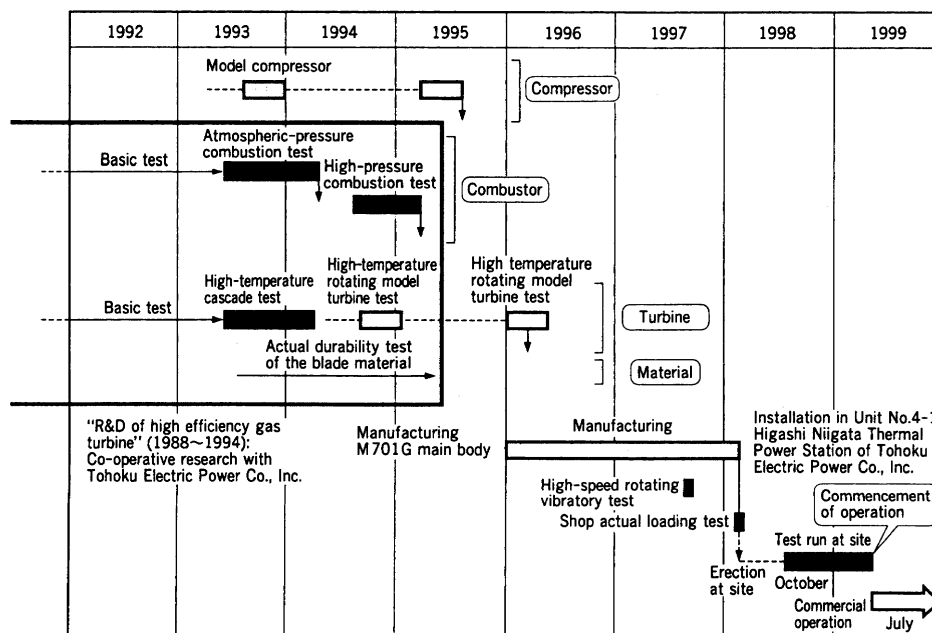 1992 1993 1994 1995 1996 1997 1998 1999
Model compressor
Compressor
Atmospheric-pressure
combustion test
Basic test
High-pressure
combustion test
Combustor
High-temperature
cascade test
High-temperature
rotating model
turbine test
High temperature
rotating model
turbine test
Basic test
Turbine
Actual durability test
of the blade material
Material
"R&D of high efficiency gas
turbine" (1988~1994):
Co-operative research with
Tohoku Electric Power Co., Inc.
Manufacturing
M701G main body
Manufacturing
Installation in Unit No.4-1
Higashi Niigata Thermal
Power Station of Tohoku
Electric Power Co., Inc.
High-speed rotating
vibratory test
Shop actual loading test
Commencement
of operation
Test run at site
Erection
at site
October
Commercial
operation
July